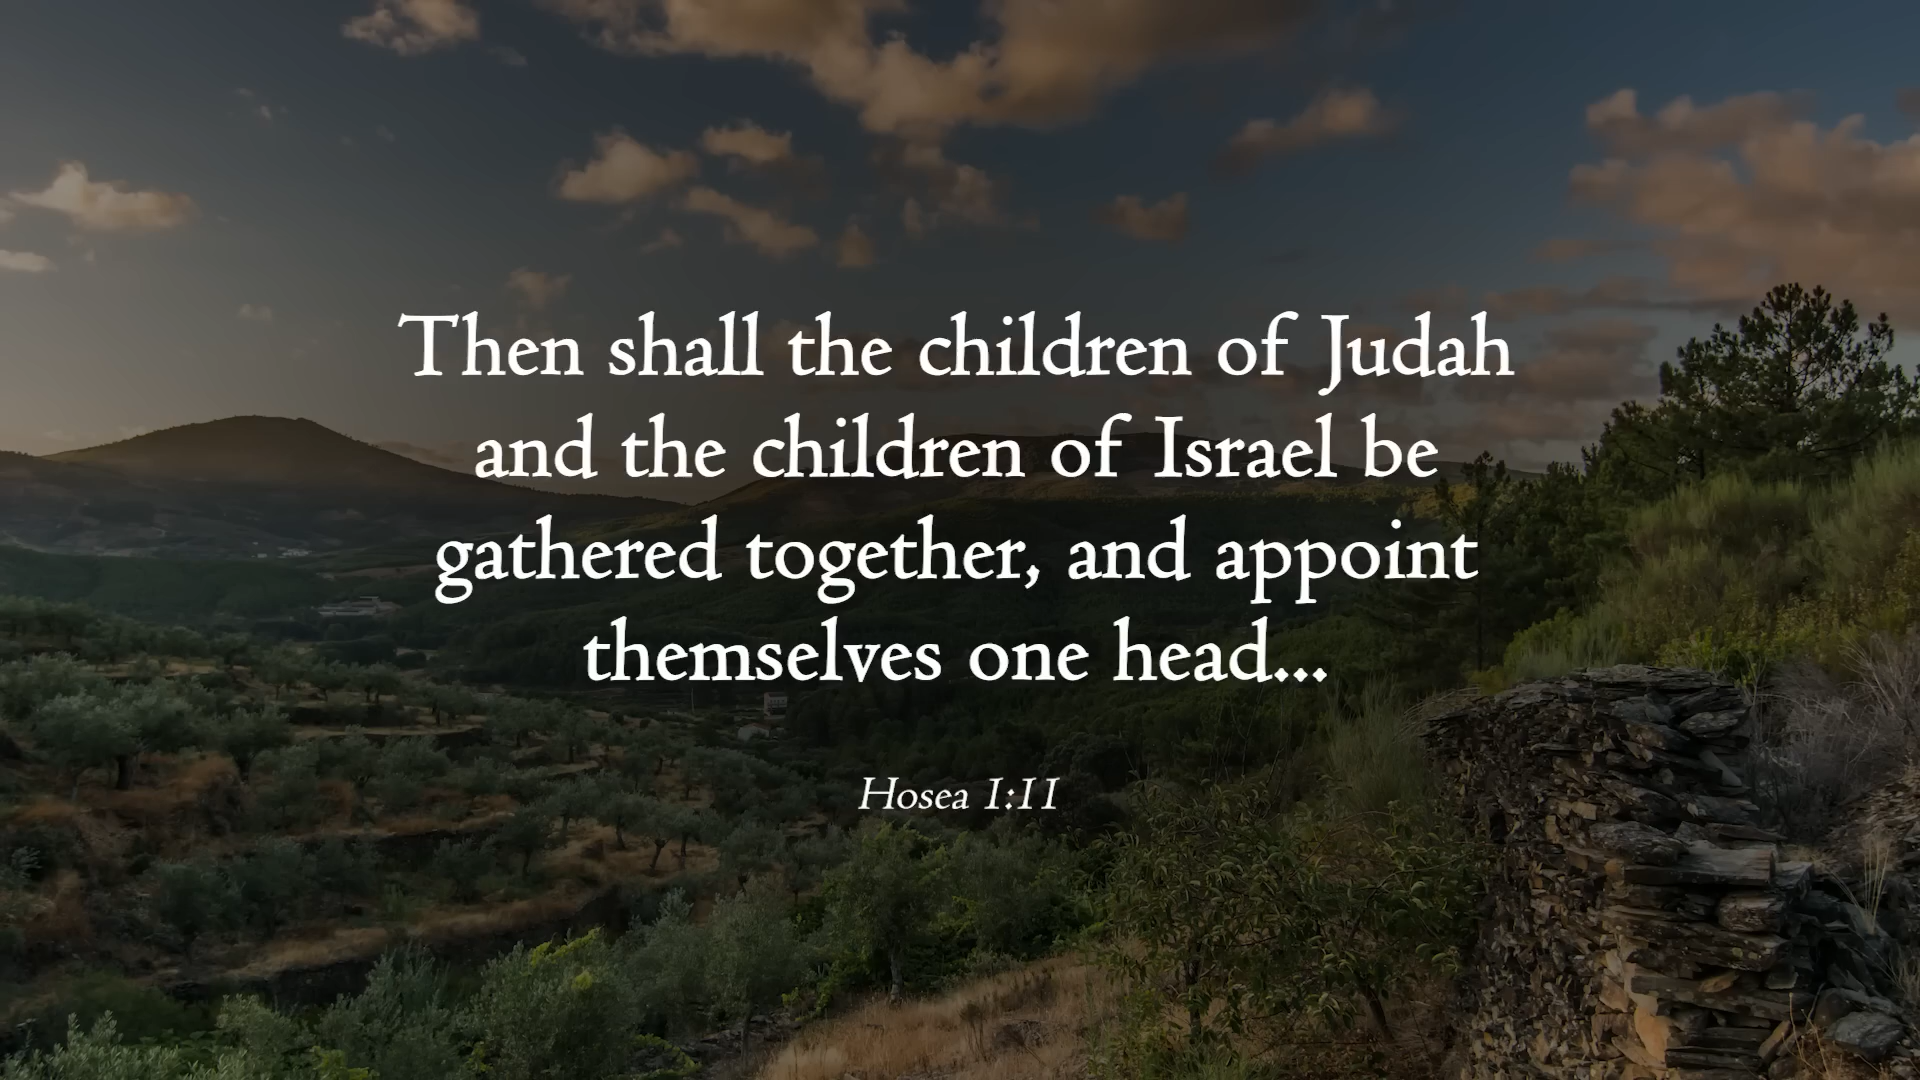 Then shall the children of Judah
and the children of Israel be
gathered together, and appoint
themselves one head...
Hosea 1:11